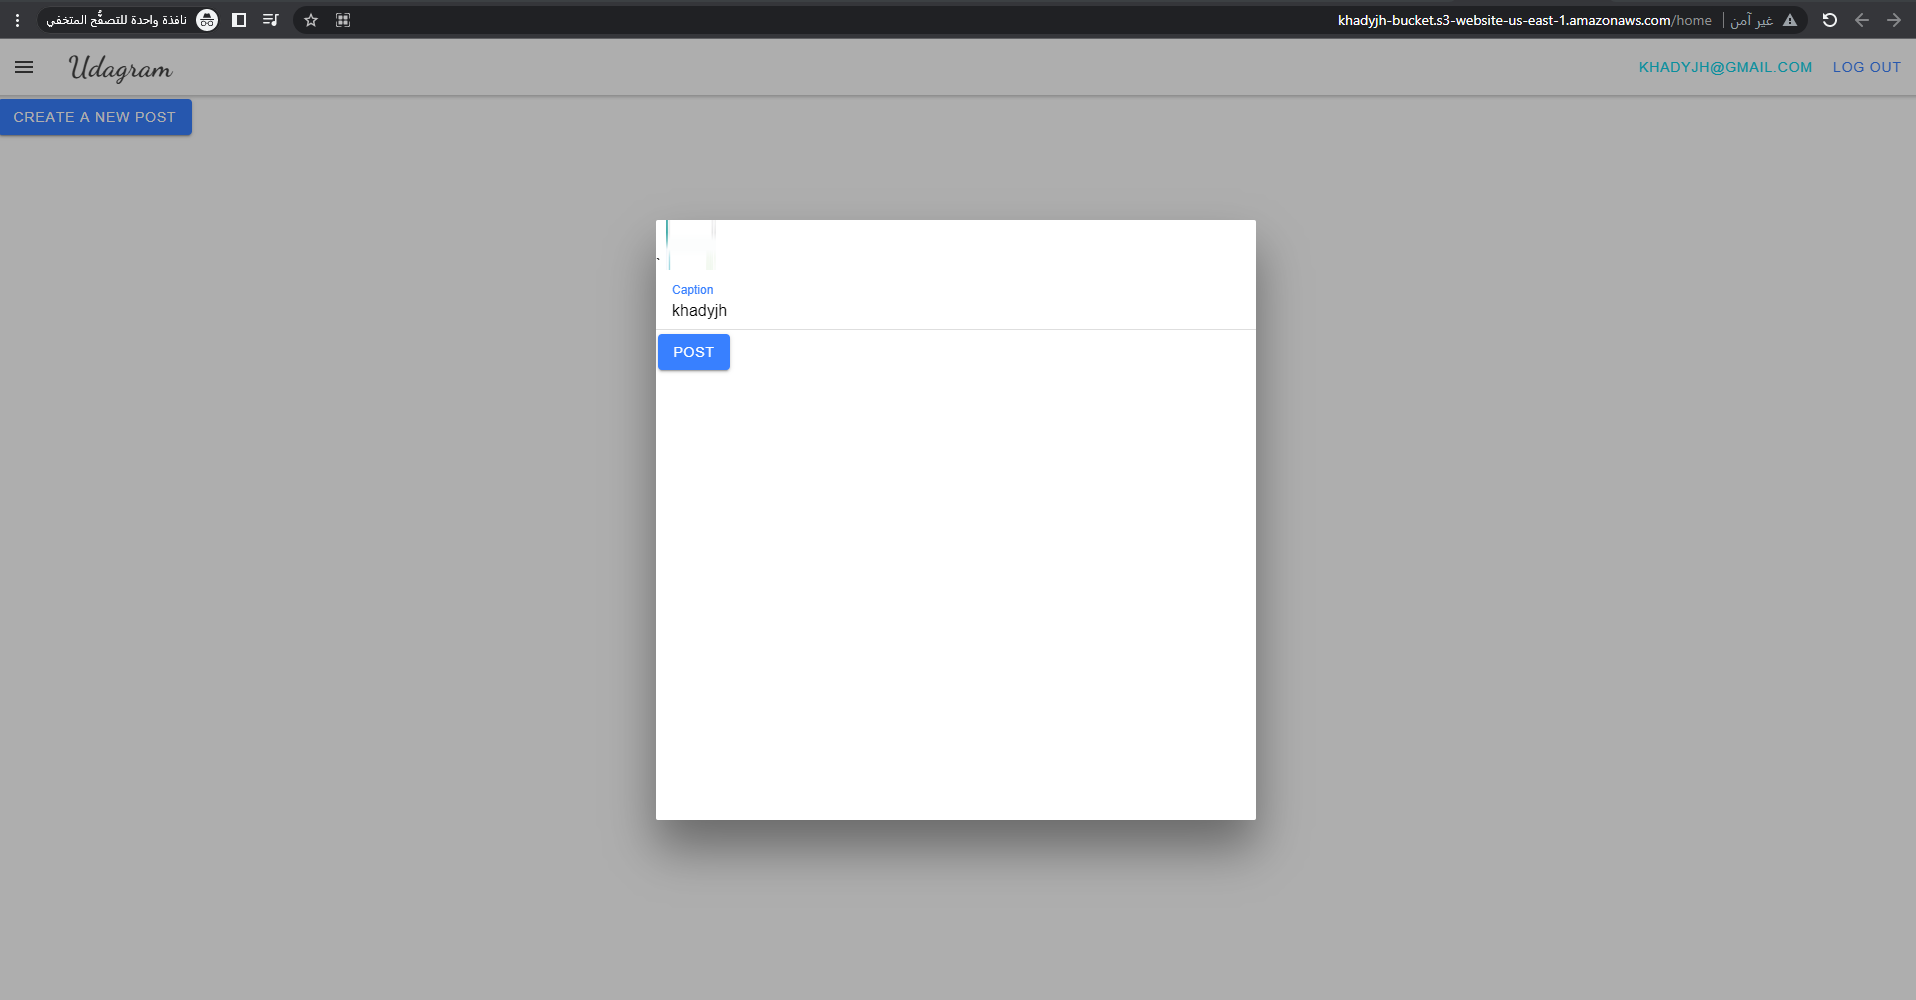 نافذة واحدة للتصفُّح المتخفي
khadyjh-bucket.s3-website-us-east-1.amazonaws.com/home
غير آمن
Udagram
KHADYJH@GMAIL.COM
LOG OUT
CREATE A NEW POST
`
Caption
khadyjh
POST